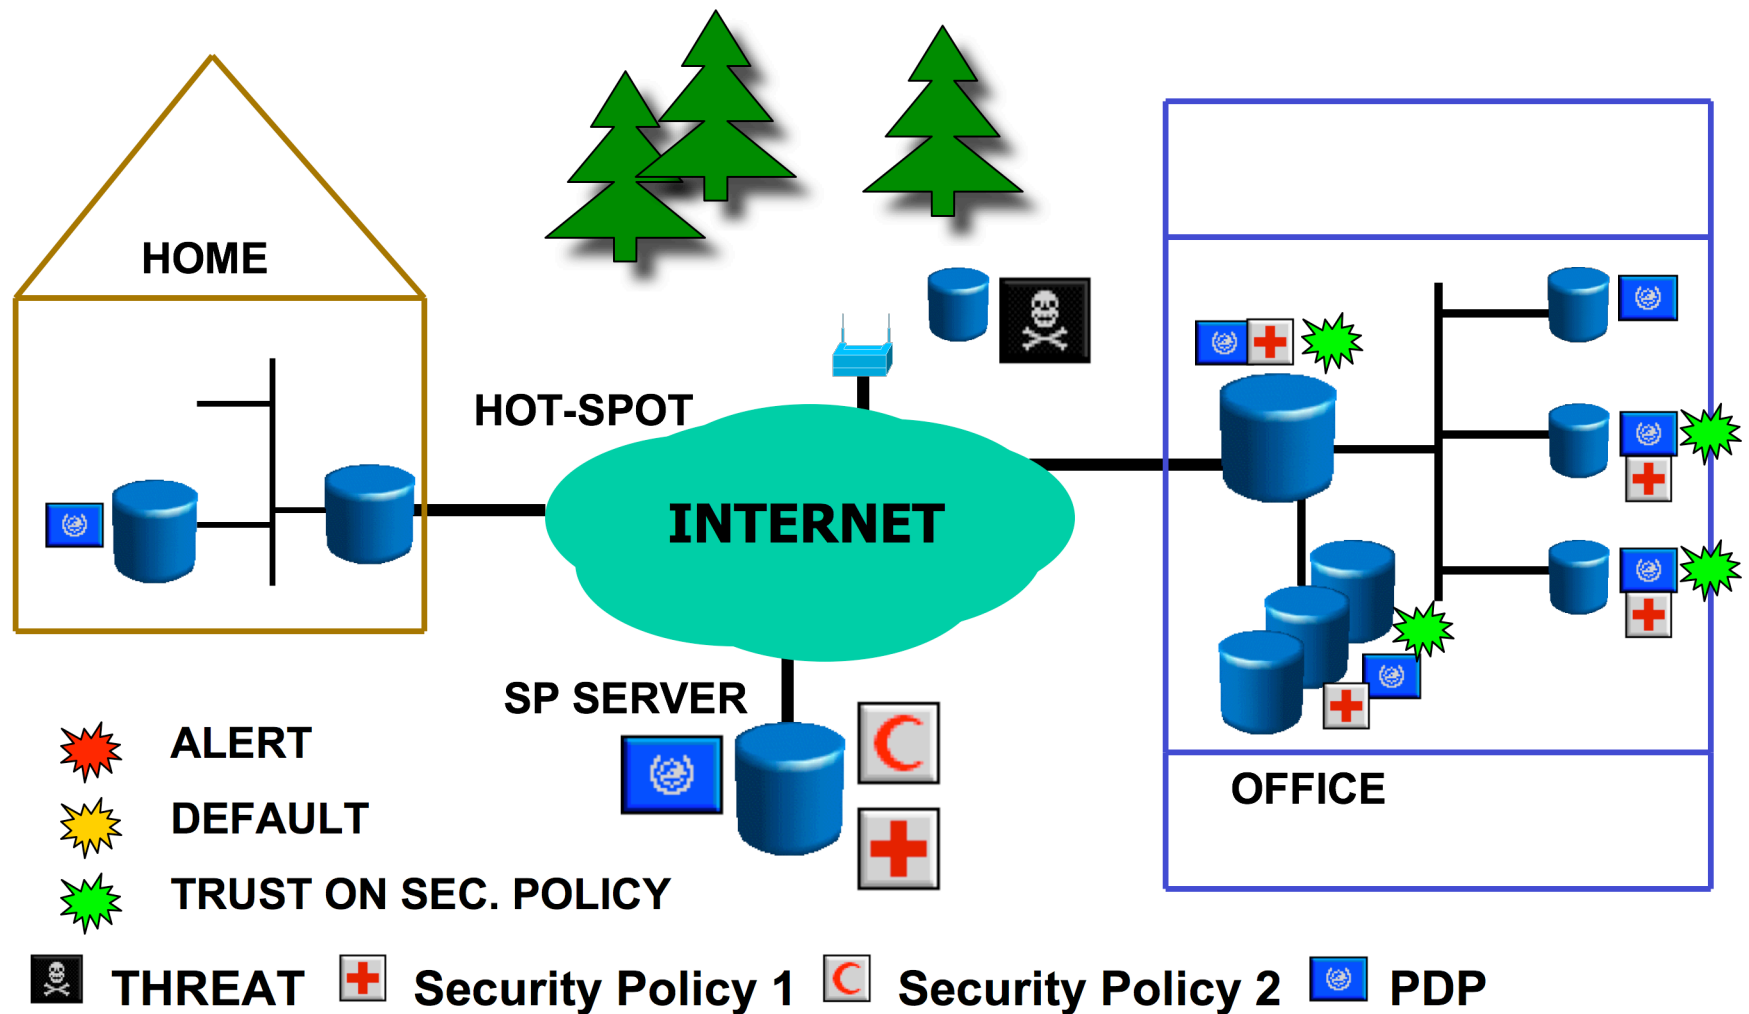 HOME
HOT-SPOT
INTERNET
SP SERVER
OFFICE
ALERT
DEFAULT
TRUST ON SEC. POLICY
THREAT
Security Policy 1
Security Policy 2
PDP